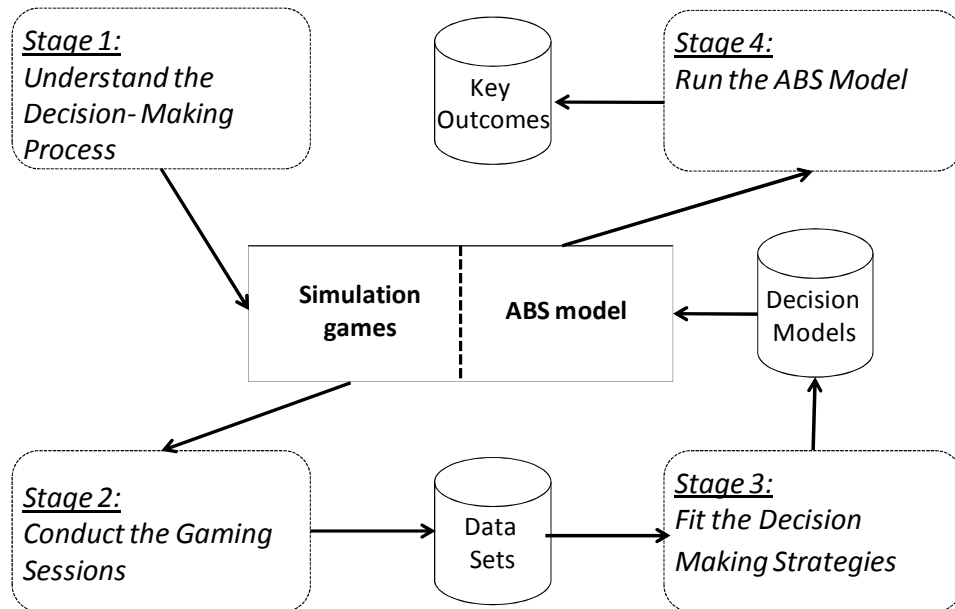 Stage 1:
Understand the
Decision- Making
Process
Key
Outcomes
Stage 4:
Run the ABS Model
Simulation
games
ABS model
Decision
Models
Stage 2:
Conduct the Gaming
Sessions
Data
Sets
Stage 3:
Fit the Decision
Making Strategies